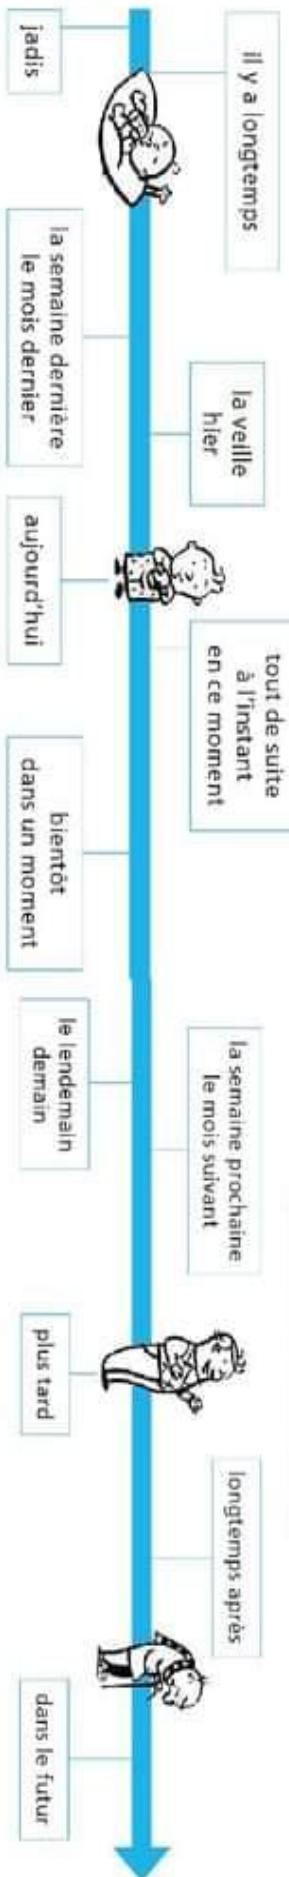 jadis
il y a longtemps
la semaine dernière
le mois dernier
la veille
hier
aujourd'hui
tout de suite
à l'instant
en ce moment
bientôt
dans un moment
le lendemain
demain
la semaine prochaine
le mois suivant
plus tard
longtemps après
dans le futur